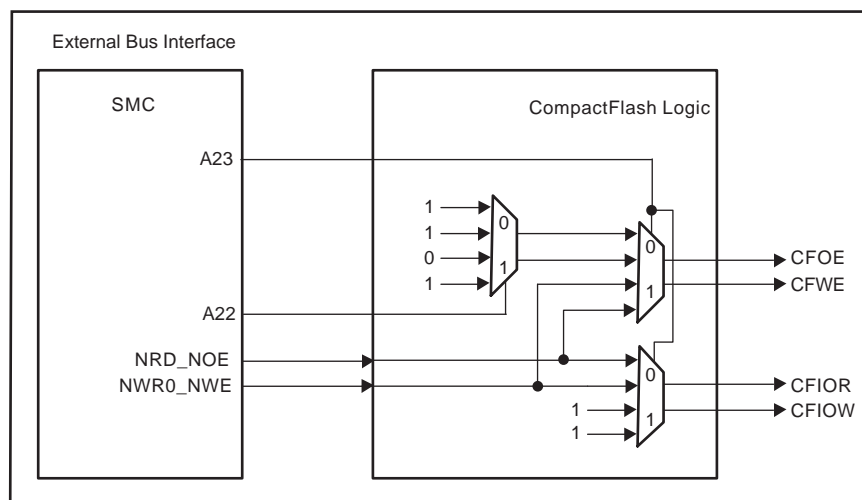 External Bus Interface
SMC
CompactFlash Logic
A23
1
1
0
1
0
1
0
1
CFOE
CFWE
A22
NRD_NOE
NWR0_NWE
0
1
1
1
CFIOR
CFIOW